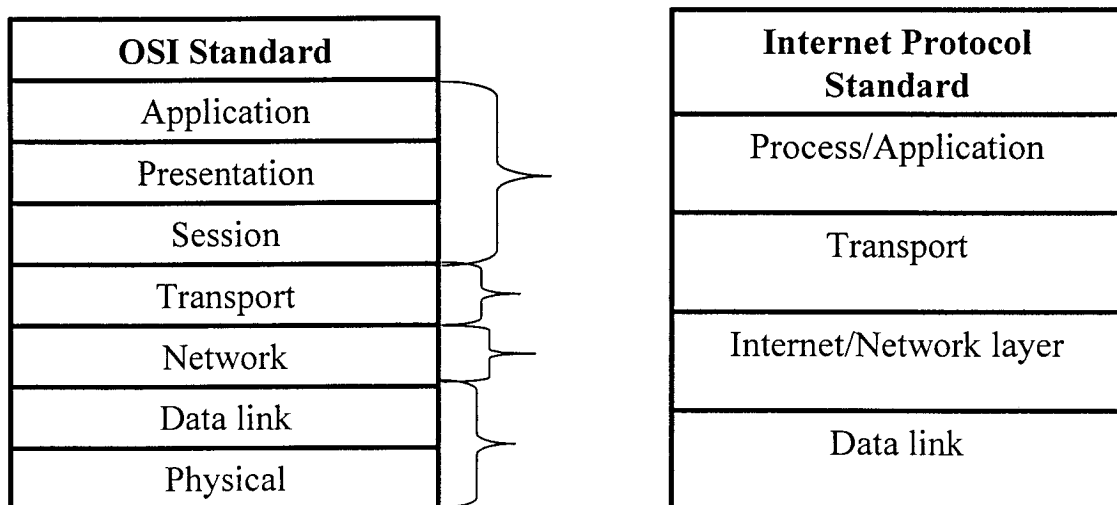 OSI Standard
Application
Presentation
Session
Transport
Network
Data link
Physical
Internet Protocol
Standard
Process/Application
Transport
Internet/Network layer
Data link